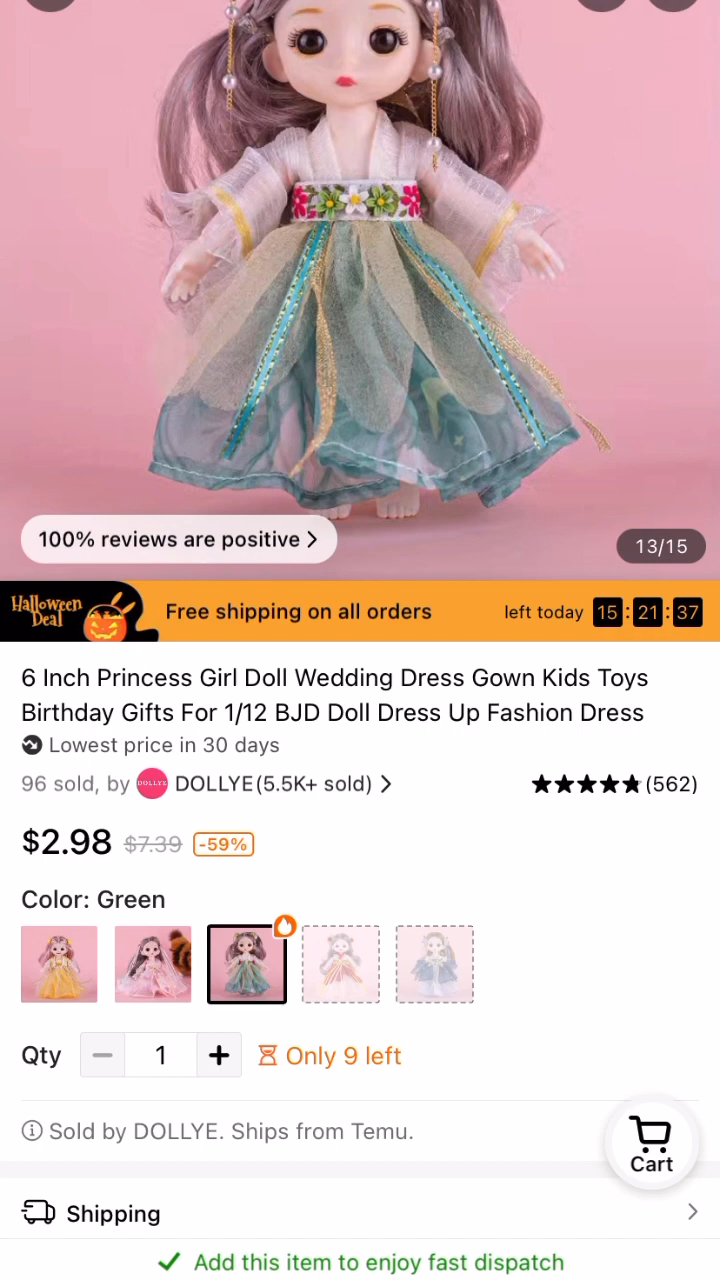 100% reviews are positive
13/15
Halloween
Deal
Free shipping on all orders
left today 15:21:37
6 Inch Princess Girl Doll Wedding Dress Gown Kids Toys
Birthday Gifts For 1/12 BJD Doll Dress Up Fashion Dress
Lowest price in 30 days
96 sold, by DOLLYE DOLLYE(5.5K+ sold)
(562)
$2.98 $7.39 -59%
Color: Green
Qty 1 Only 9 left
Sold by DOLLYE. Ships from Temu.
Cart
Shipping
Add this item to enjoy fast dispatch